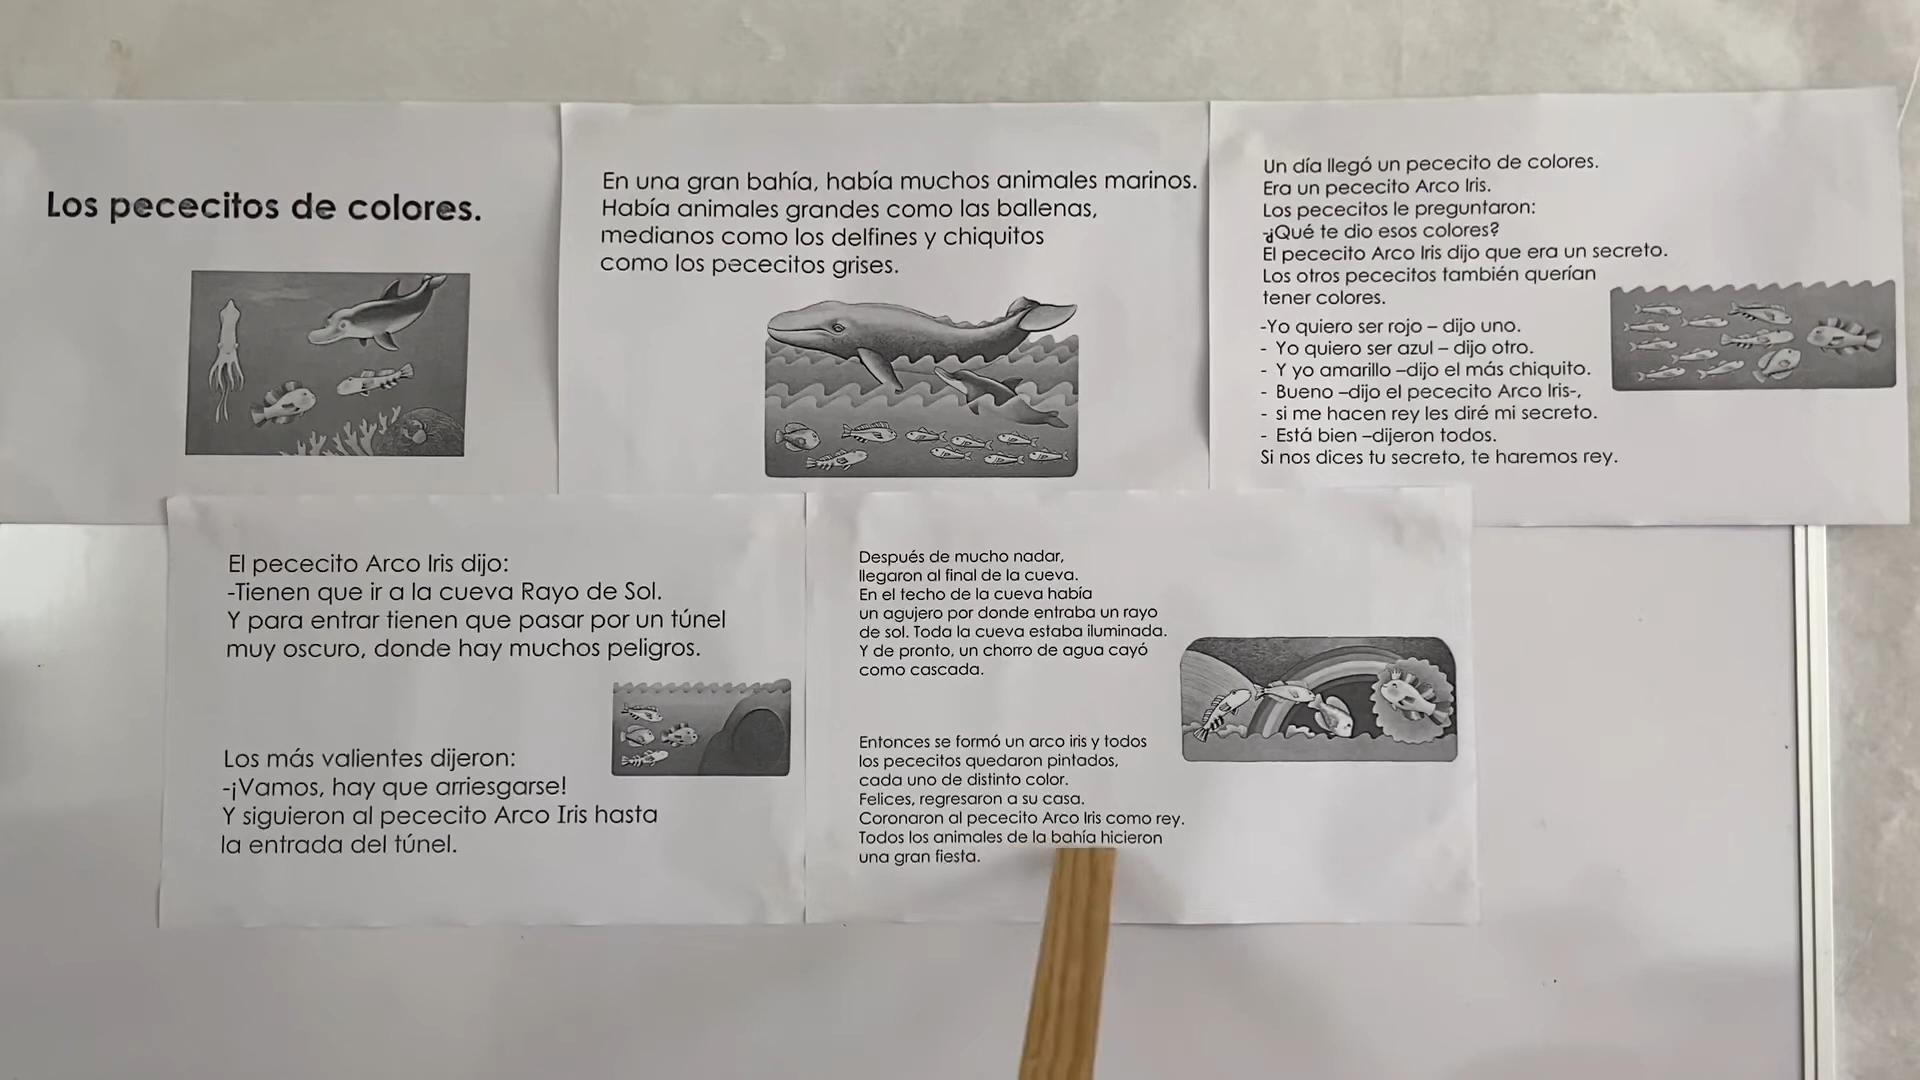 Los pececitos de colores.
En una gran bahía, había muchos animales marinos.
Había animales grandes como las ballenas,
medianos como los delfines y chiquitos
como los pececitos grises.
Un día llegó un pececito de colores.
Era un pececito Arco Iris.
Los pececitos le preguntaron:
-¿Qué te dio esos colores?
El pececito Arco Iris dijo que era un secreto.
Los otros pececitos también querían
tener colores.
-Yo quiero ser rojo – dijo uno.
- Yo quiero ser azul – dijo otro.
- Y yo amarillo –dijo el más chiquito.
- Bueno –dijo el pececito Arco Iris-,
- si me hacen rey les diré mi secreto.
- Está bien –dijeron todos.
Si nos dices tu secreto, te haremos rey.
El pececito Arco Iris dijo:
-Tienen que ir a la cueva Rayo de Sol.
Y para entrar tienen que pasar por un túnel
muy oscuro, donde hay muchos peligros.
Los más valientes dijeron:
-¡Vamos, hay que arriesgarse!
Y siguieron al pececito Arco Iris hasta
la entrada del túnel.
Después de mucho nadar,
llegaron al final de la cueva.
En el techo de la cueva había
un agujero por donde entraba un rayo
de sol. Toda la cueva estaba iluminada.
Y de pronto, un chorro de agua cayó
como cascada.
Entonces se formó un arco iris y todos
los pececitos quedaron pintados,
cada uno de distinto color.
Felices, regresaron a su casa.
Coronaron al pececito Arco Iris como rey.
Todos los animales de la bahía hicieron
una gran fiesta.